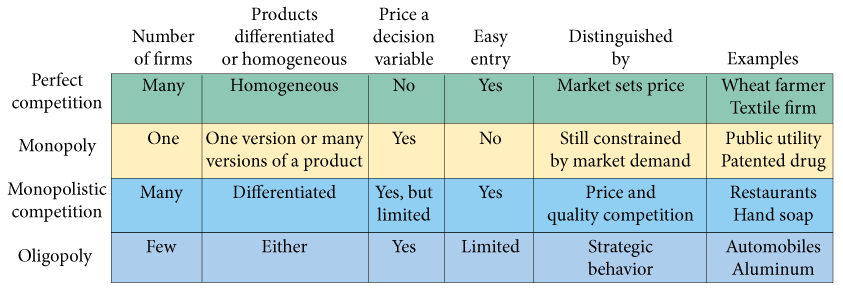 Number of firms | Products differentiated or homogeneous | Price a decision variable | Easy entry | Distinguished by | Examples
Perfect competition | Many | Homogeneous | No | Yes | Market sets price | Wheat farmer Textile firm
Monopoly | One | One version or many versions of a product | Yes | No | Still constrained by market demand | Public utility Patented drug
Monopolistic competition | Many | Differentiated | Yes, but limited | Yes | Price and quality competition | Restaurants Hand soap
Oligopoly | Few | Either | Yes | Limited | Strategic behavior | Automobiles Aluminum